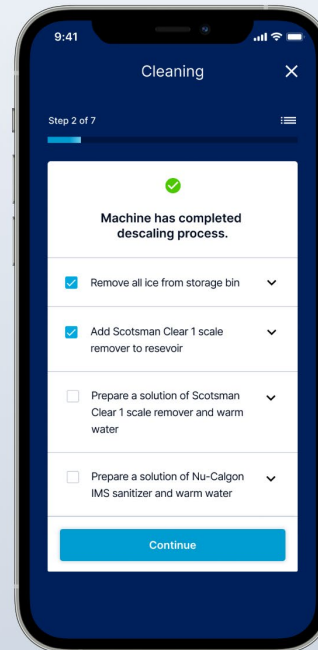 9:41
Cleaning
Step 2 of 7
Machine has completed
descaling process.
Remove all ice from storage bin
Add Scotsman Clear 1 scale
remover to resevoir
Prepare a solution of Scotsman
Clear 1 scale remover and warm
water
Prepare a solution of Nu-Calgon
IMS sanitizer and warm water
Continue